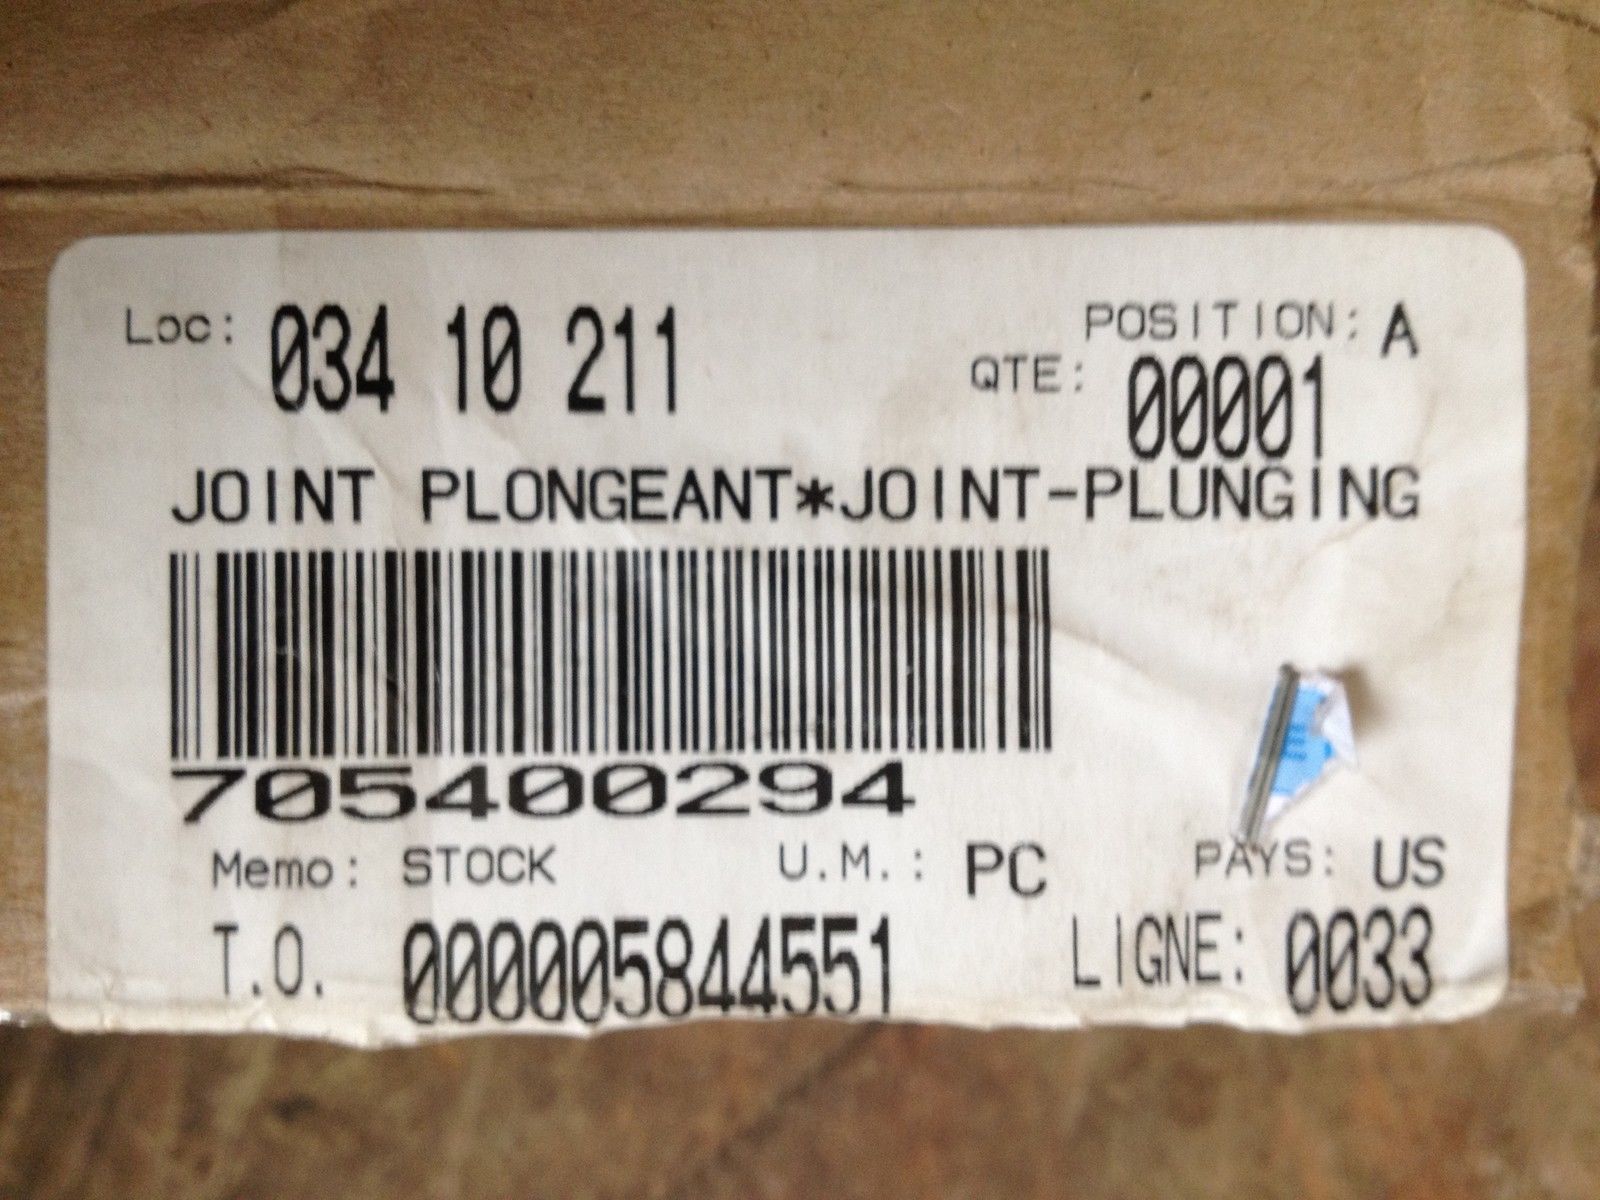 Loc: 034 10 211
POSITION: A
QTE: 00001
JOINT PLONGEANT*JOINT-PLUNGING
705400294
Memo: STOCK U.M.: PC PAYS: US
T.O. 000005844551 LIGNE: 0033